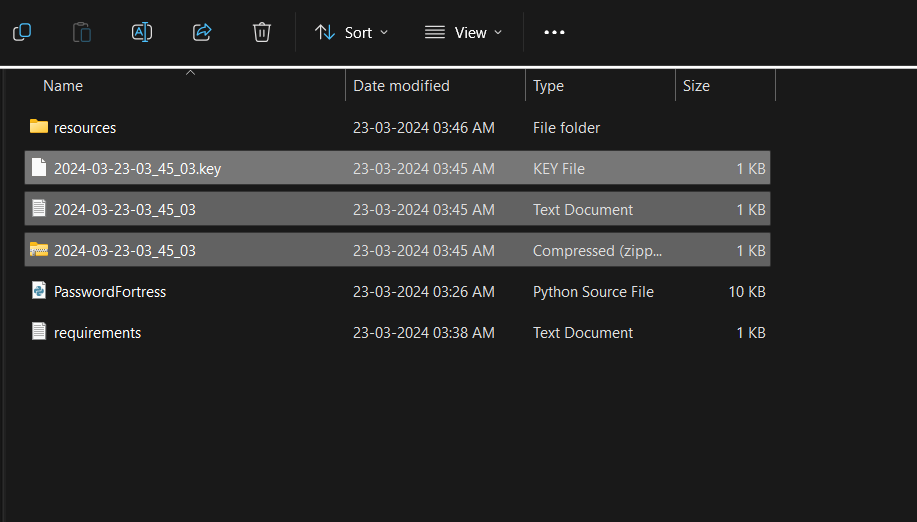 Sort View
Name Date modified Type Size
resources 23-03-2024 03:46 AM File folder
2024-03-23-03_45_03.key 23-03-2024 03:45 AM KEY File 1 KB
2024-03-23-03_45_03 23-03-2024 03:45 AM Text Document 1 KB
2024-03-23-03_45_03 23-03-2024 03:45 AM Compressed (zipp... 1 KB
PasswordFortress 23-03-2024 03:26 AM Python Source File 10 KB
requirements 23-03-2024 03:38 AM Text Document 1 KB